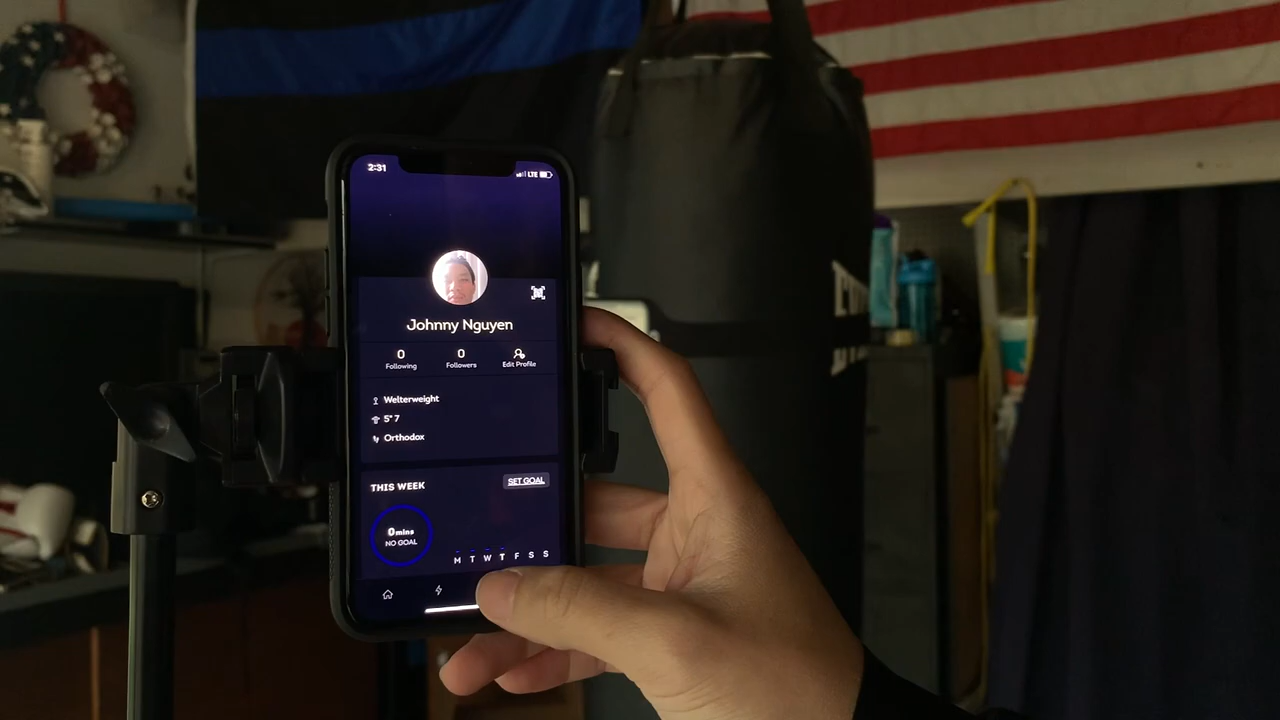 2:31
LTE
Johnny Nguyen
0 0
Following Followers Edit Profile
Welterweight
5" 7
Orthodox
THIS WEEK SET GOAL
0mins
NO GOAL
M T W T F S S